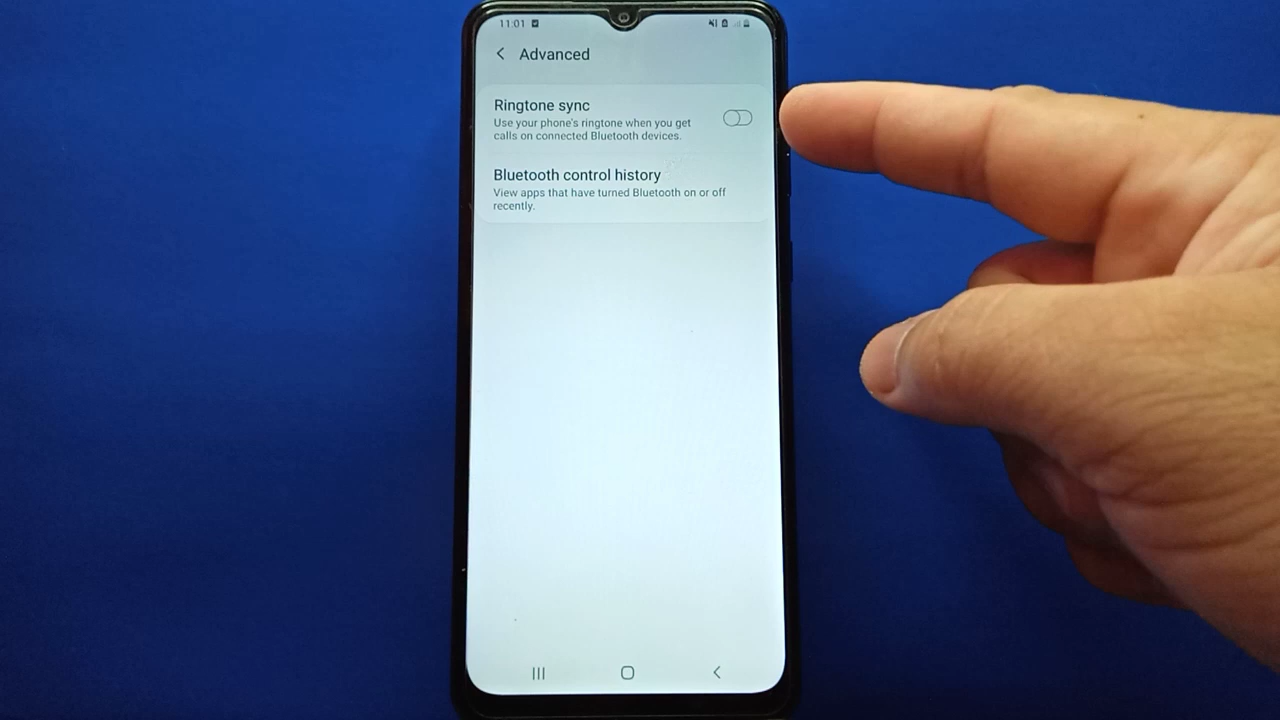 11:01
Advanced
Ringtone sync
Use your phone's ringtone when you get
calls on connected Bluetooth devices.
Bluetooth control history
View apps that have turned Bluetooth on or off
recently.